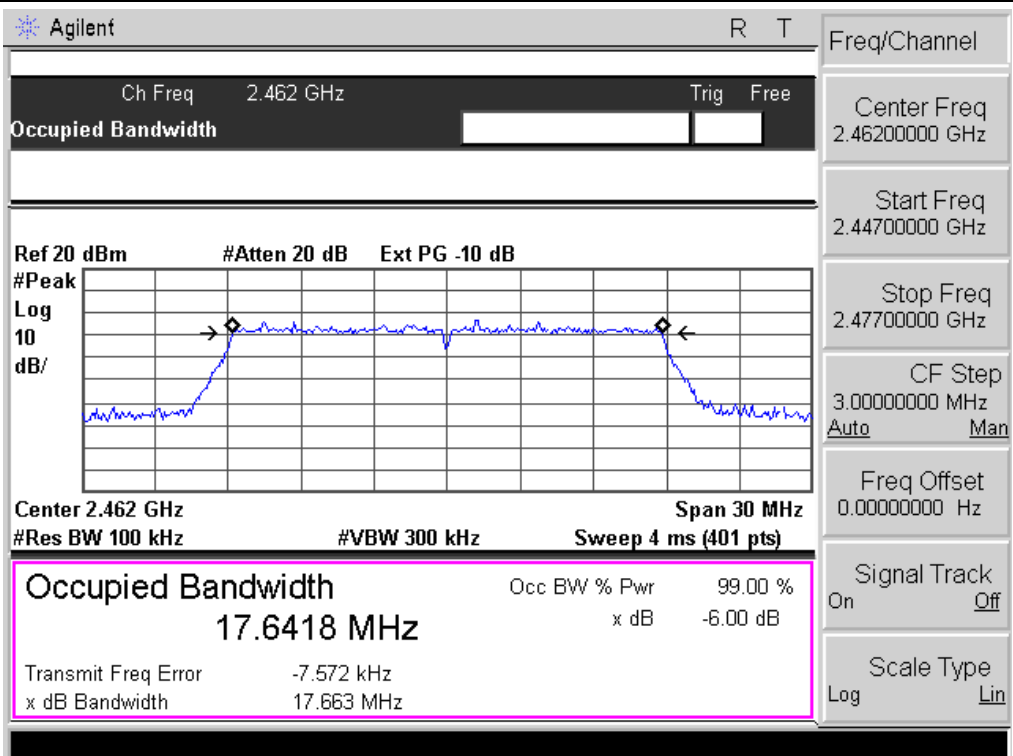 Agilent R T
Ch Freq 2.462 GHz Trig Free
Occupied Bandwidth
Ref 20 dBm #Atten 20 dB Ext PG -10 dB
#Peak
Log
10
dB/
Center 2.462 GHz Span 30 MHz
#Res BW 100 kHz #VBW 300 kHz Sweep 4 ms (401 pts)
Occupied Bandwidth
17.6418 MHz
Occ BW % Pwr 99.00 %
x dB -6.00 dB
Transmit Freq Error -7.572 kHz
x dB Bandwidth 17.663 MHz
Freq/Channel
Center Freq
2.46200000 GHz
Start Freq
2.44700000 GHz
Stop Freq
2.47700000 GHz
CF Step
3.00000000 MHz
Auto Man
Freq Offset
0.00000000 Hz
Signal Track
On Off
Scale Type
Log Lin